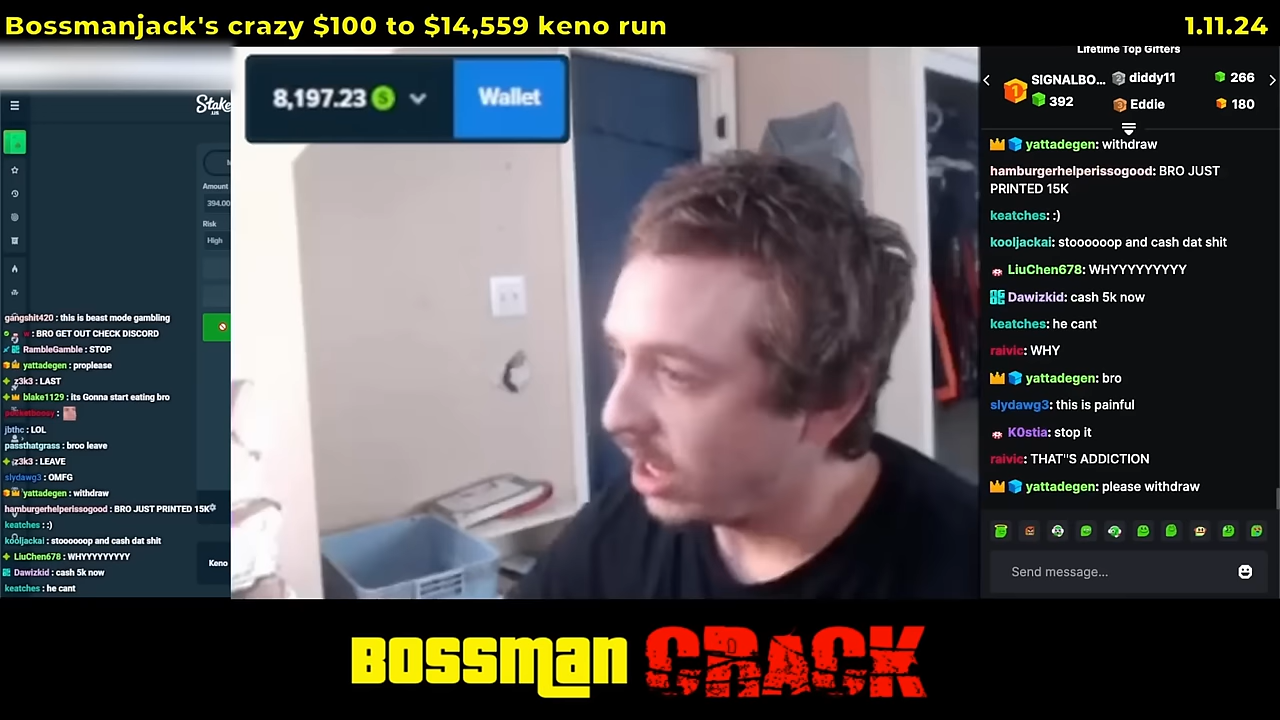 Bossmanjack's crazy $100 to $14,559 keno run
1.11.24
Stake
US
Amount
394.00
Risk
High
Keno
gangshit420 : this is beast mode gambling
: BRO GET OUT CHECK DISCORD
RambleGamble : STOP
yattadegen : proplease
z3k3 : LAST
blake1129 : its Gonna start eating bro
jbthc : LOL
passthatgrass : broo leave
z3k3 : LEAVE
slydawg3 : OMFG
yattadegen : withdraw
hamburgerhelperissogood : BRO JUST PRINTED 15K
keatches : :)
kooljackai : stoooooop and cash dat shit
LiuChen678 : WHYYYYYYYYY
Dawizkid : cash 5k now
keatches : he cant
8,197.23
Wallet
Lifetime Top Gifters
1 SIGNALBO... 392
diddy11 266
Eddie 180
yattadegen: withdraw
hamburgerhelperissogood: BRO JUST
PRINTED 15K
keatches: :)
kooljackai: stoooooop and cash dat shit
LiuChen678: WHYYYYYYYYY
Dawizkid: cash 5k now
keatches: he cant
raivic: WHY
yattadegen: bro
slydawg3: this is painful
K0stia: stop it
raivic: THAT"S ADDICTION
yattadegen: please withdraw
Send message...
BOSSMAN CRACK